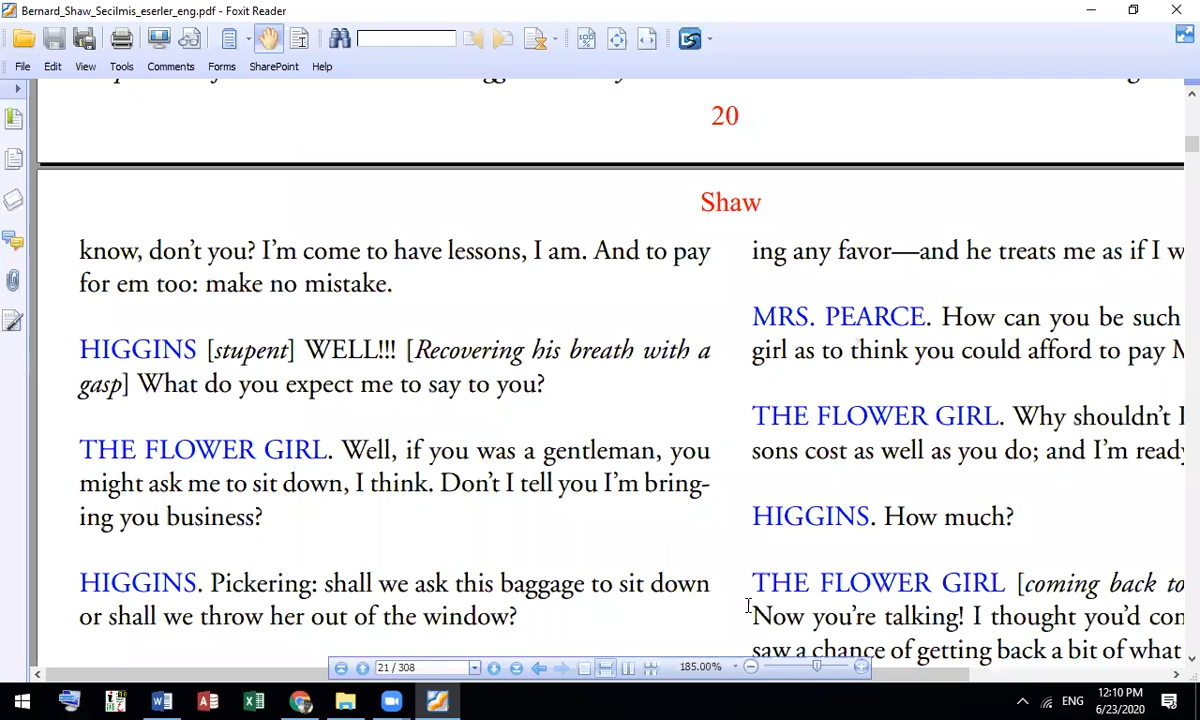 Bernard_Shaw_Secilmis_eserler_eng.pdf - Foxit Reader
File Edit View Tools Comments Forms SharePoint Help
20
Shaw
know, don't you? I'm come to have lessons, I am. And to pay
for em too: make no mistake.
HIGGINS [stupent] WELL!!! [Recovering his breath with a
gasp] What do you expect me to say to you?
THE FLOWER GIRL. Well, if you was a gentleman, you
might ask me to sit down, I think. Don't I tell you I'm bring-
ing you business?
HIGGINS. Pickering: shall we ask this baggage to sit down
or shall we throw her out of the window?
ing any favor—and he treats me as if I w
MRS. PEARCE. How can you be such
girl as to think you could afford to pay M
THE FLOWER GIRL. Why shouldn't I
sons cost as well as you do; and I'm ready
HIGGINS. How much?
THE FLOWER GIRL [coming back to
Now you're talking! I thought you'd con
saw a chance of getting back a bit of what
21 / 308
185.00%
ENG
12:10 PM
6/23/2020